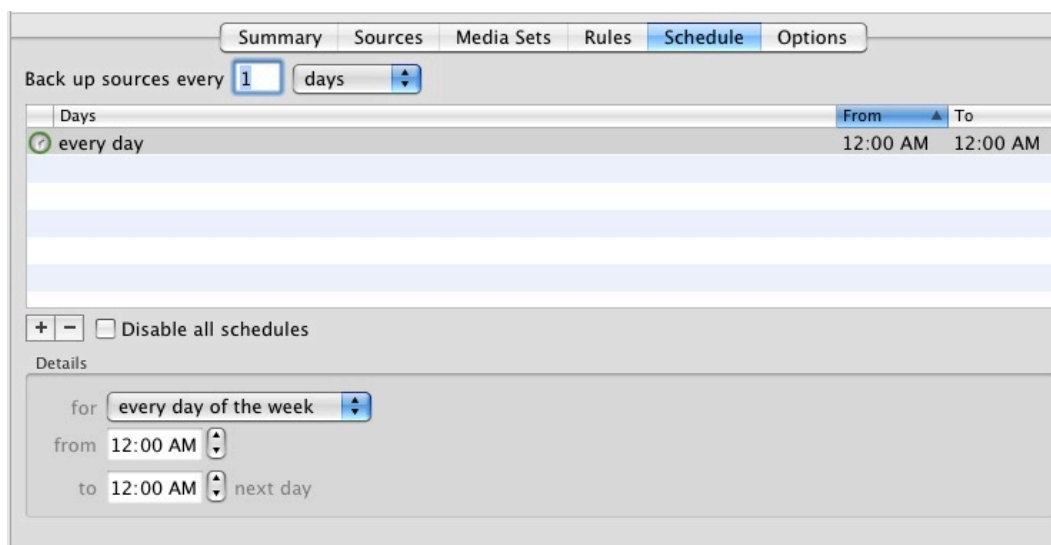 Summary Sources Media Sets Rules Schedule Options
Back up sources every 1 days
Days From To
every day 12:00 AM 12:00 AM
+ - Disable all schedules
Details
for every day of the week
from 12:00 AM
to 12:00 AM next day